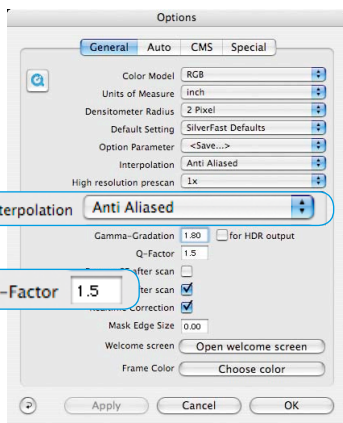 Options
General Auto CMS Special
Color Model RGB
Units of Measure inch
Densitometer Radius 2 Pixel
Default Setting SilverFast Defaults
Option Parameter <Save...>
Interpolation Anti Aliased
High resolution prescan 1x
terpolation Anti Aliased
Gamma-Gradation 1.80 for HDR output
Q-Factor 1.5
after scan
-Factor 1.5
ter scan
Correction
Mask Edge Size 0.00
Welcome screen Open welcome screen
Frame Color Choose color
Apply Cancel OK